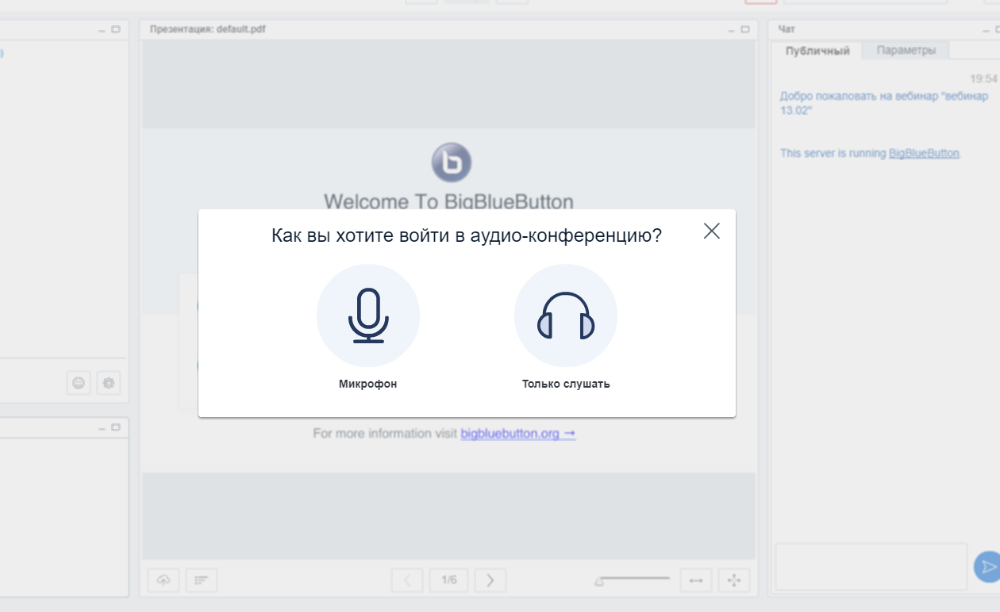 Презентация: default.pdf
Чат
Публичный
Параметры
19:54
Добро пожаловать на вебинар "вебинар
13.02"
This server is running BigBlueButton.
Welcome To BigBlueButton
Как вы хотите войти в аудио-конференцию?
Микрофон
Только слушать
For more information visit bigbluebutton.org →
1/6